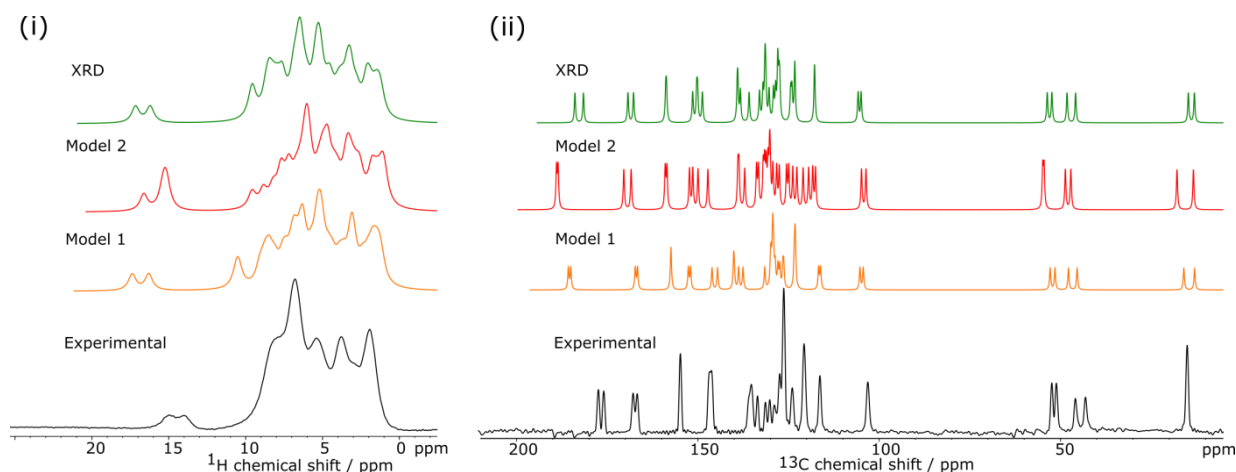 (i)
XRD
Model 2
Model 1
Experimental
20 15 10 5 0 ppm
¹H chemical shift / ppm
(ii)
XRD
Model 2
Model 1
Experimental
200 150 100 50 ppm
¹³C chemical shift / ppm